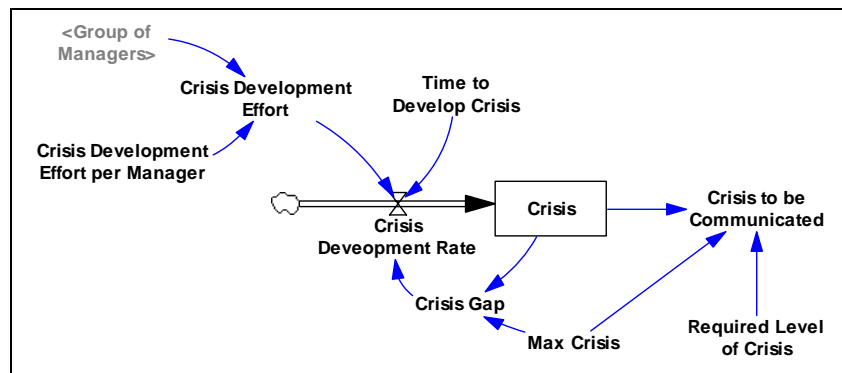 <Group of
Managers>
Crisis Development
Effort
Time to
Develop Crisis
Crisis Development
Effort per Manager
Crisis
Crisis to be
Communicated
Crisis
Deveopment Rate
Crisis Gap
Max Crisis
Required Level
of Crisis